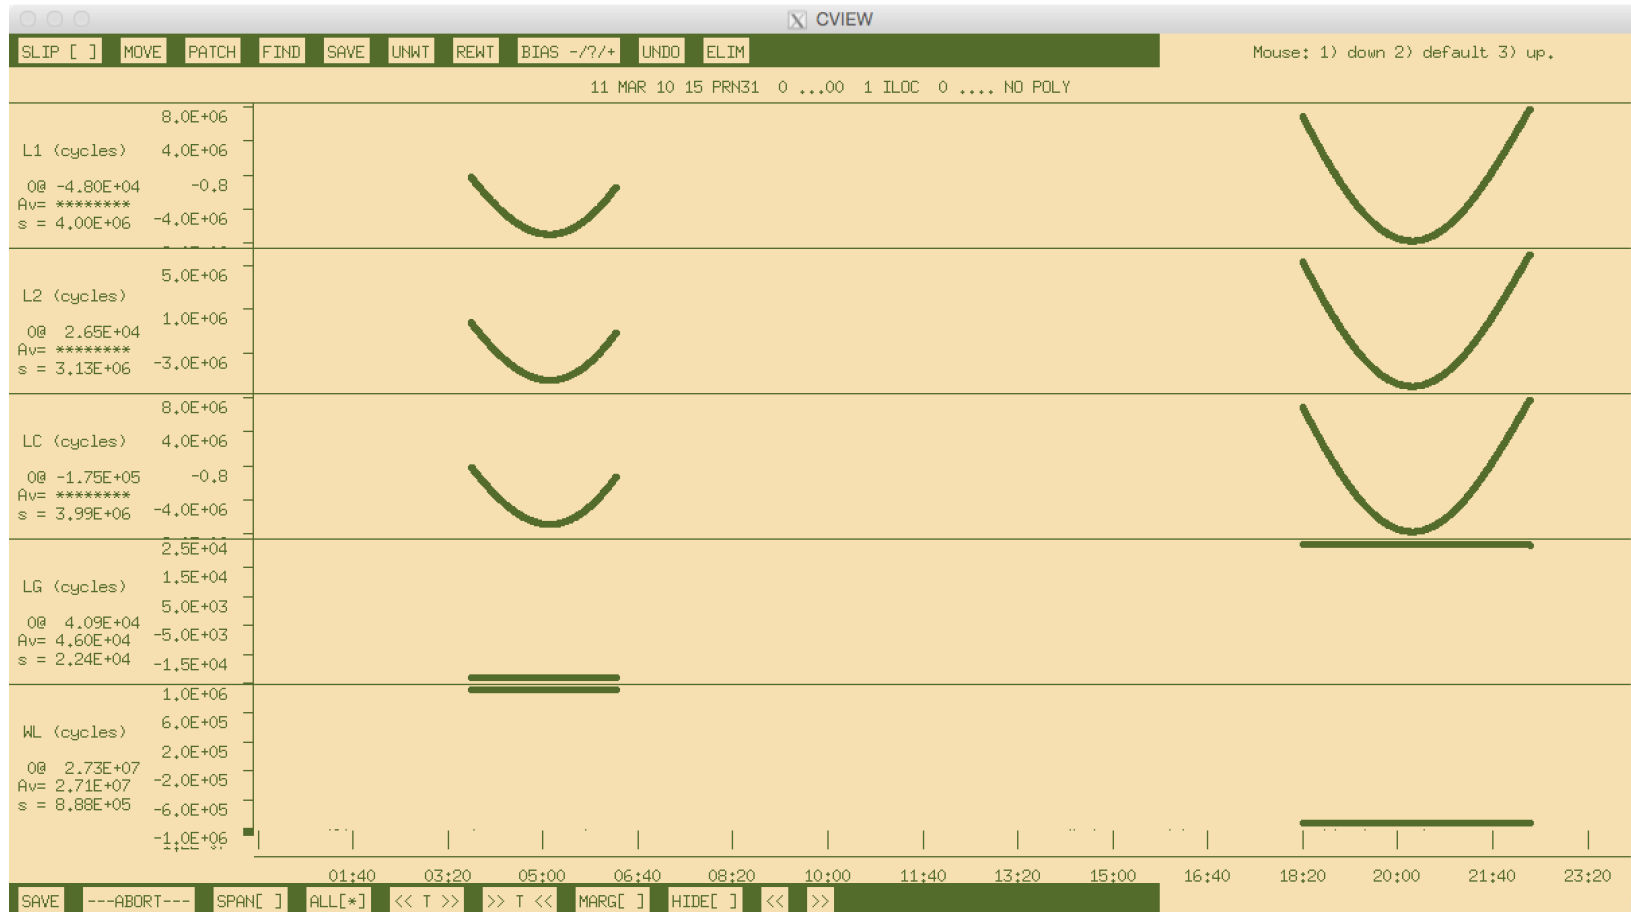 CVIEW
SLIP [ ] MOVE PATCH FIND SAVE UNWT REWT BIAS -/?/+ UNDO ELIM Mouse: 1) down 2) default 3) up.
11 MAR 10 15 PRN31 0 ...00 1 ILOC 0 .... NO POLY
8.0E+06
L1 (cycles) 4.0E+06
0@ -4.80E+04 -0.8
Av= ********
s = 4.00E+06 -4.0E+06
5.0E+06
L2 (cycles)
1.0E+06
0@ 2.65E+04
Av= ********
s = 3.13E+06 -3.0E+06
8.0E+06
LC (cycles) 4.0E+06
0@ -1.75E+05 -0.8
Av= ********
s = 3.99E+06 -4.0E+06
2.5E+04
LG (cycles) 1.5E+04
5.0E+03
0@ 4.09E+04
Av= 4.60E+04 -5.0E+03
s = 2.24E+04 -1.5E+04
1.0E+06
6.0E+05
WL (cycles)
2.0E+05
0@ 2.73E+07
Av= 2.71E+07 -2.0E+05
s = 8.88E+05 -6.0E+05
-1.0E+06
01:40 03:20 05:00 06:40 08:20 10:00 11:40 13:20 15:00 16:40 18:20 20:00 21:40 23:20
SAVE ---ABORT--- SPAN[ ] ALL[*] << T >> >> T << MARG[ ] HIDE[ ] << >>